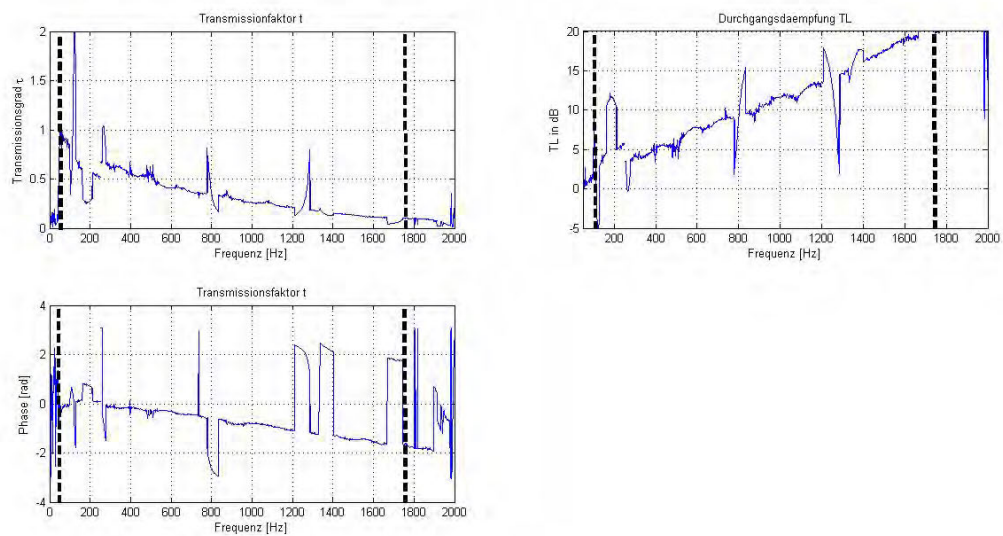 Transmissionfaktor t
2
1.5
1
0.5
0
Transmissionsgrad τ
0 200 400 600 800 1000 1200 1400 1600 1800 2000
Frequenz [Hz]
Durchgangsdaempfung TL
20
15
10
5
0
-5
TL in dB
200 400 600 800 1000 1200 1400 1600 1800 2000
Frequenz [Hz]
Transmissionsfaktor t
4
2
0
-2
-4
Phase [rad]
0 200 400 600 800 1000 1200 1400 1600 1800 2000
Frequenz [Hz]